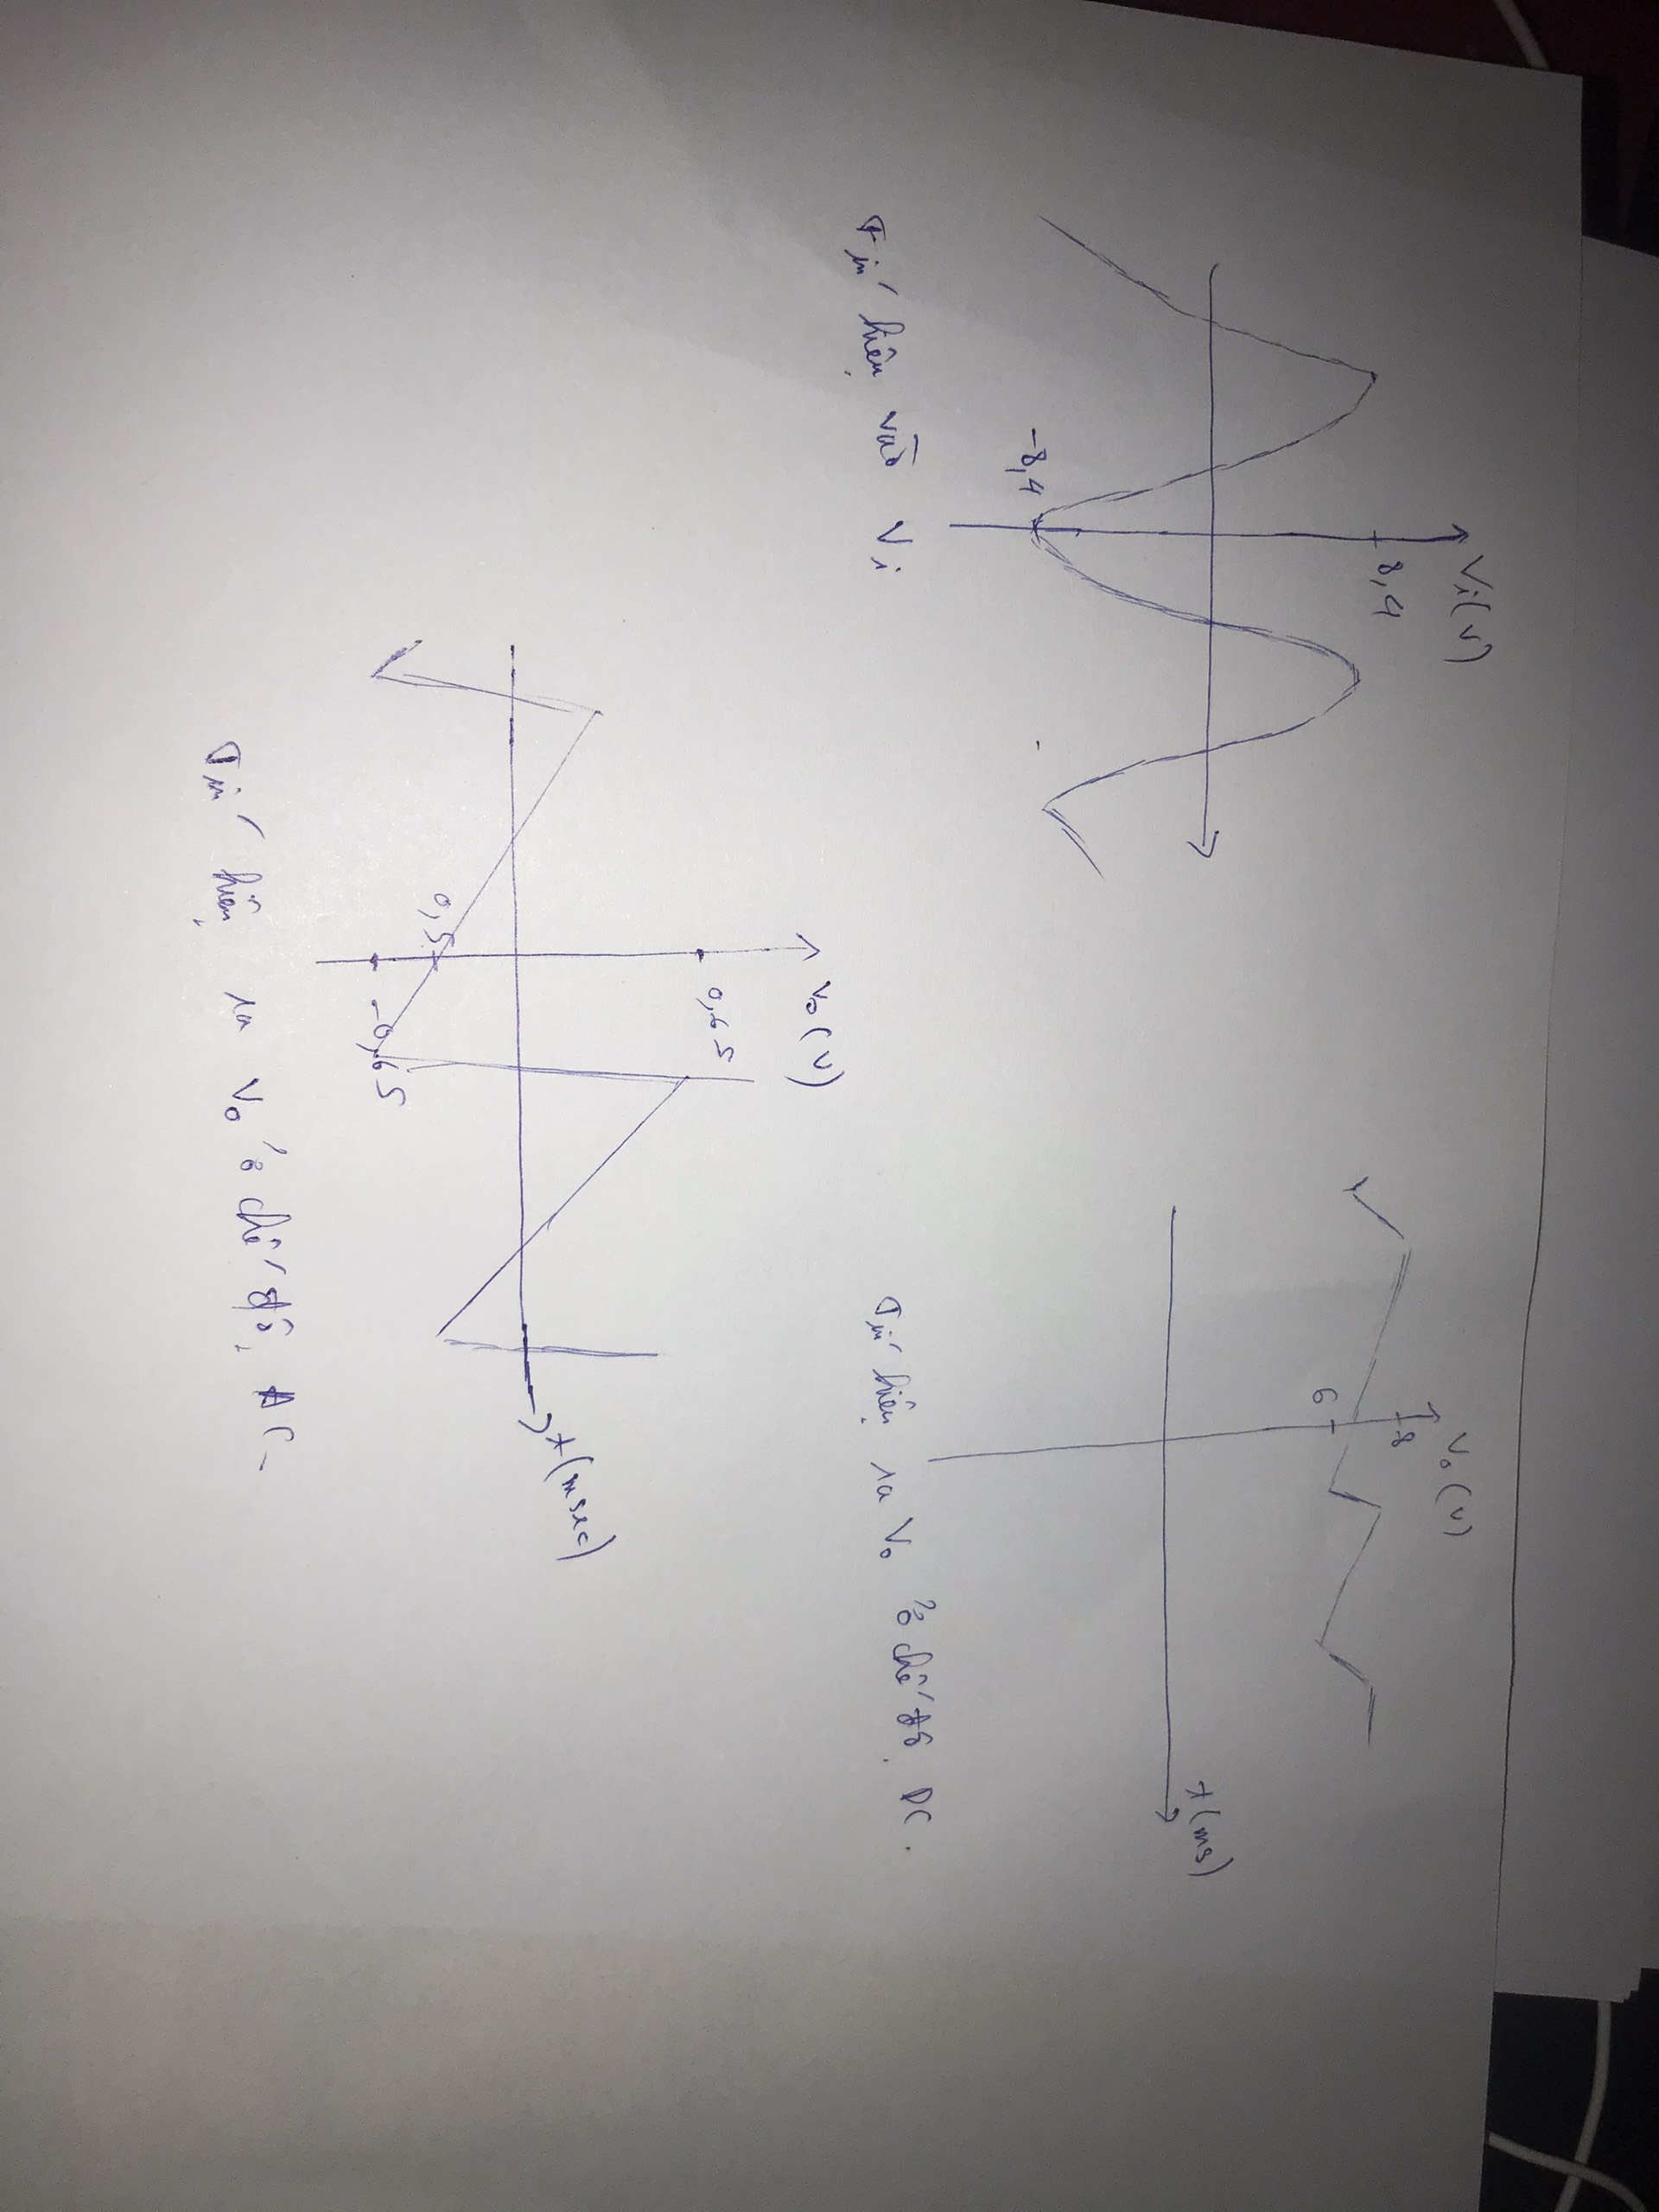 Vi(V)
8,4
-8,4
Tín hiệu vào Vi
Vo (V)
8
6
t(ms)
Tín hiệu ra Vo ở chế độ DC.
Vo (V)
0,65
t(msec)
0,5
-0,65
Tín hiệu ra Vo ở chế độ AC